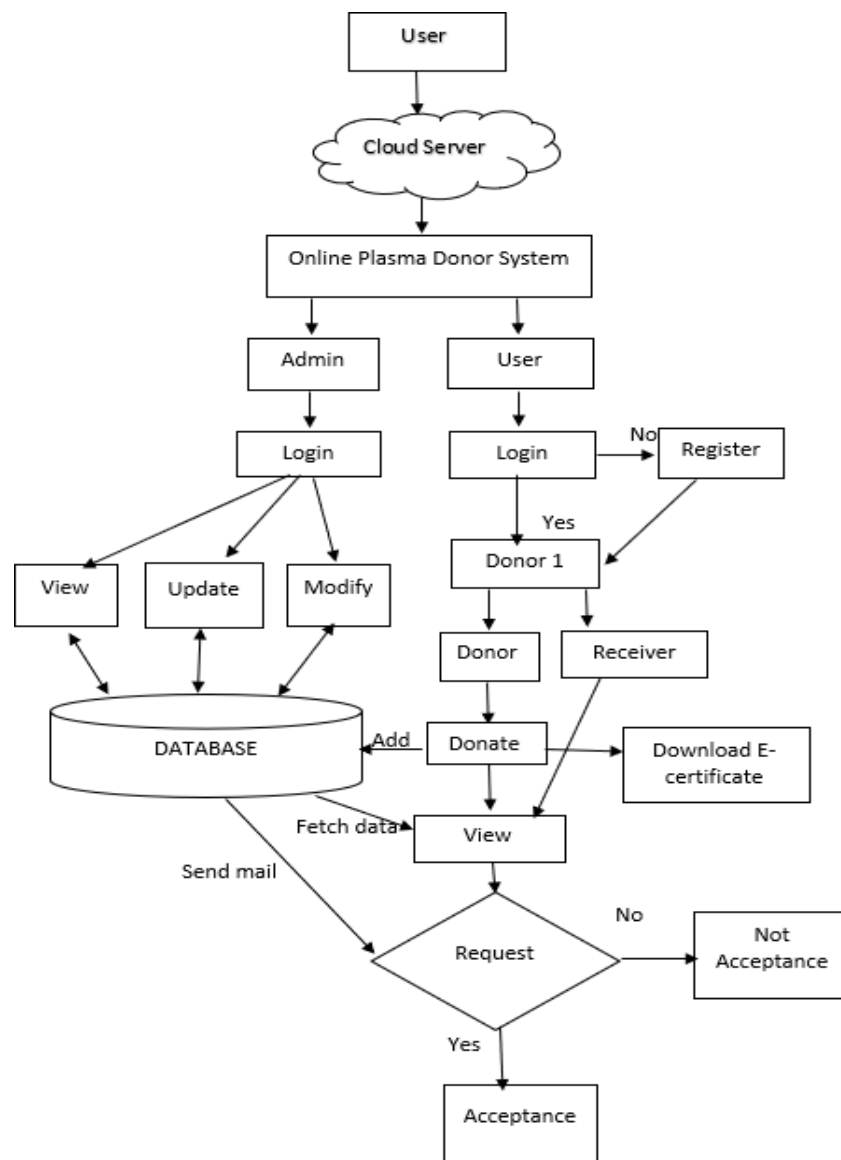 User
Cloud Server
Online Plasma Donor System
Admin
User
Login
Login
No
Register
Yes
View
Update
Modify
Donor 1
Donor
Receiver
DATABASE
Add
Donate
Download E-
certificate
Fetch data
View
Send mail
Request
No
Not
Acceptance
Yes
Acceptance